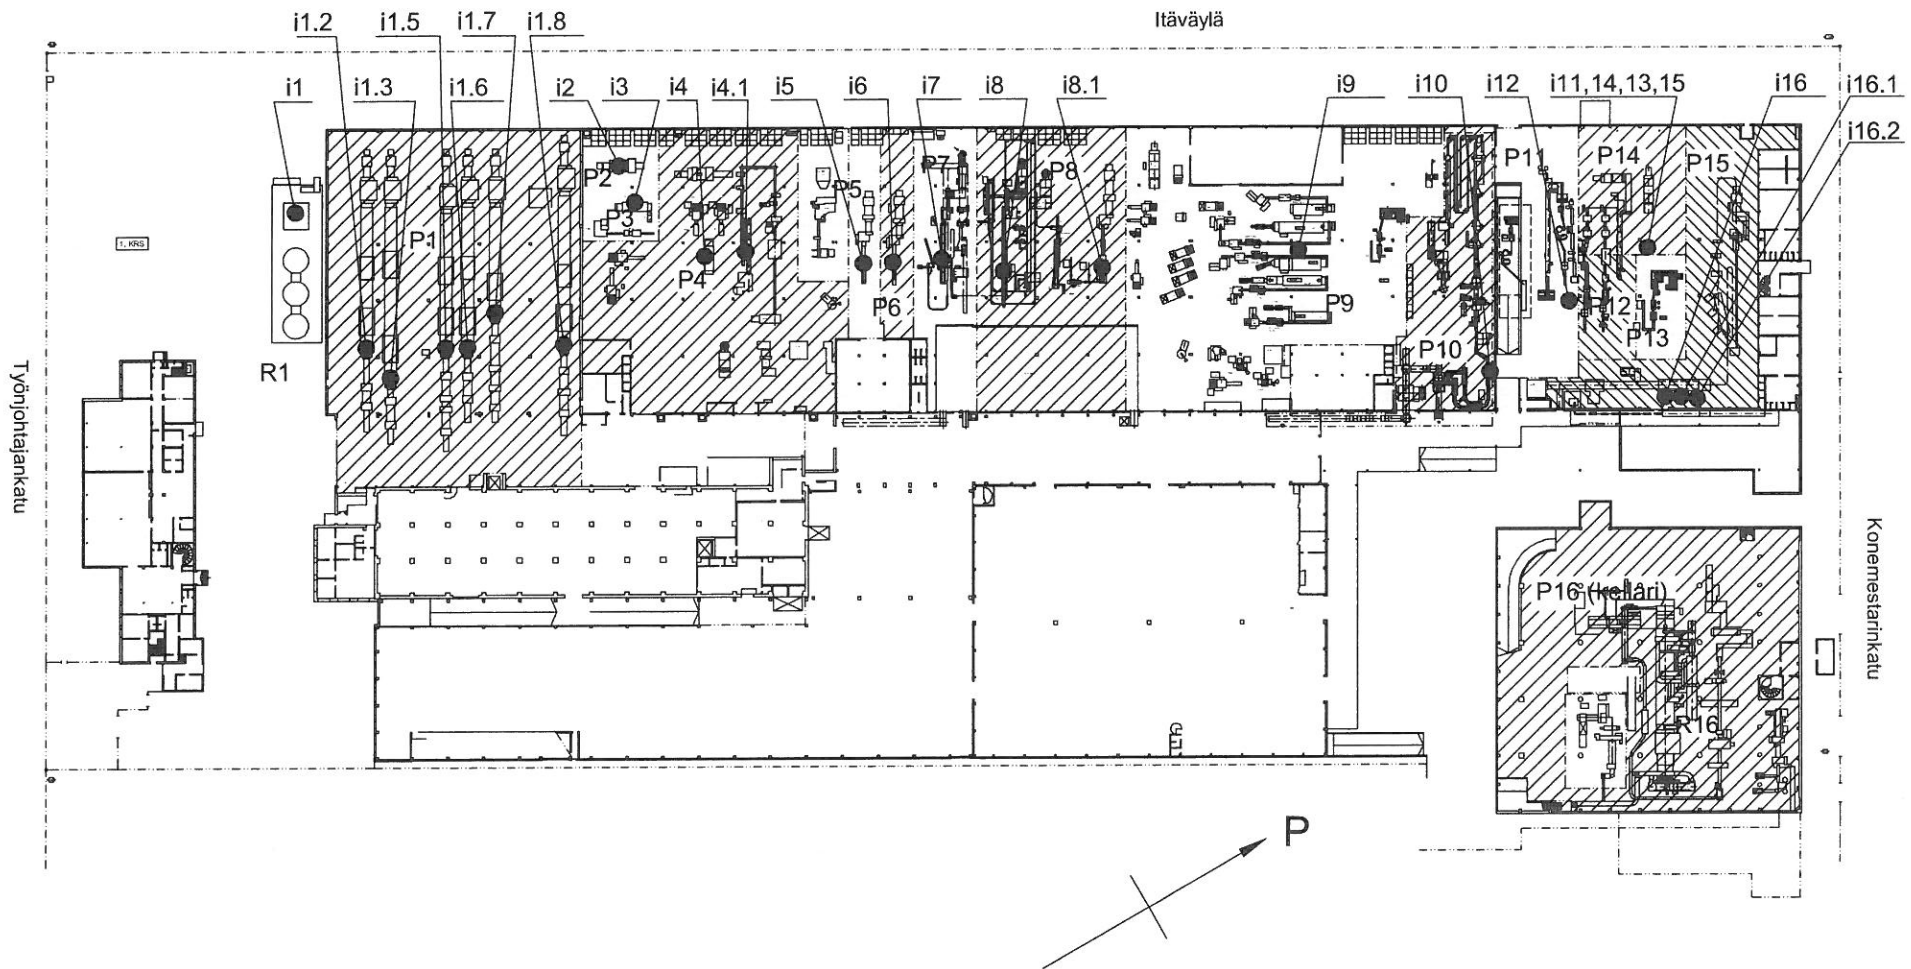 Itäväylä
i1.2
i1.5
i1.7
i1.8
i1
i1.3
i1.6
i2
i3
i4
i4.1
i5
i6
i7
i8
i8.1
i9
i10
i12
i11, 14, 13, 15
i16
i16.1
i16.2
P1
P2
P3
P4
P5
P6
P7
P8
P9
P10
P11
P12
P13
P14
P15
1. KRS
R1
Työnjohtajankatu
Konemestarinkatu
P16 (kellari)
R16
P